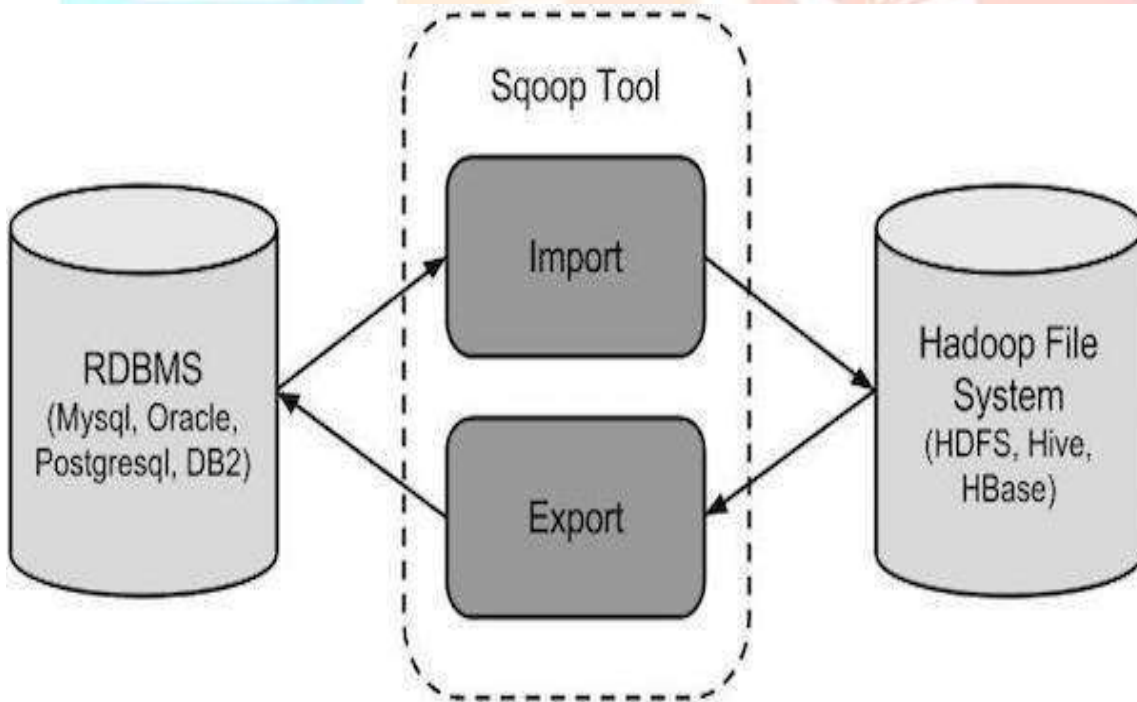 Sqoop Tool
Import
RDBMS
(Mysql, Oracle,
Postgresql, DB2)
Hadoop File
System
(HDFS, Hive,
HBase)
Export